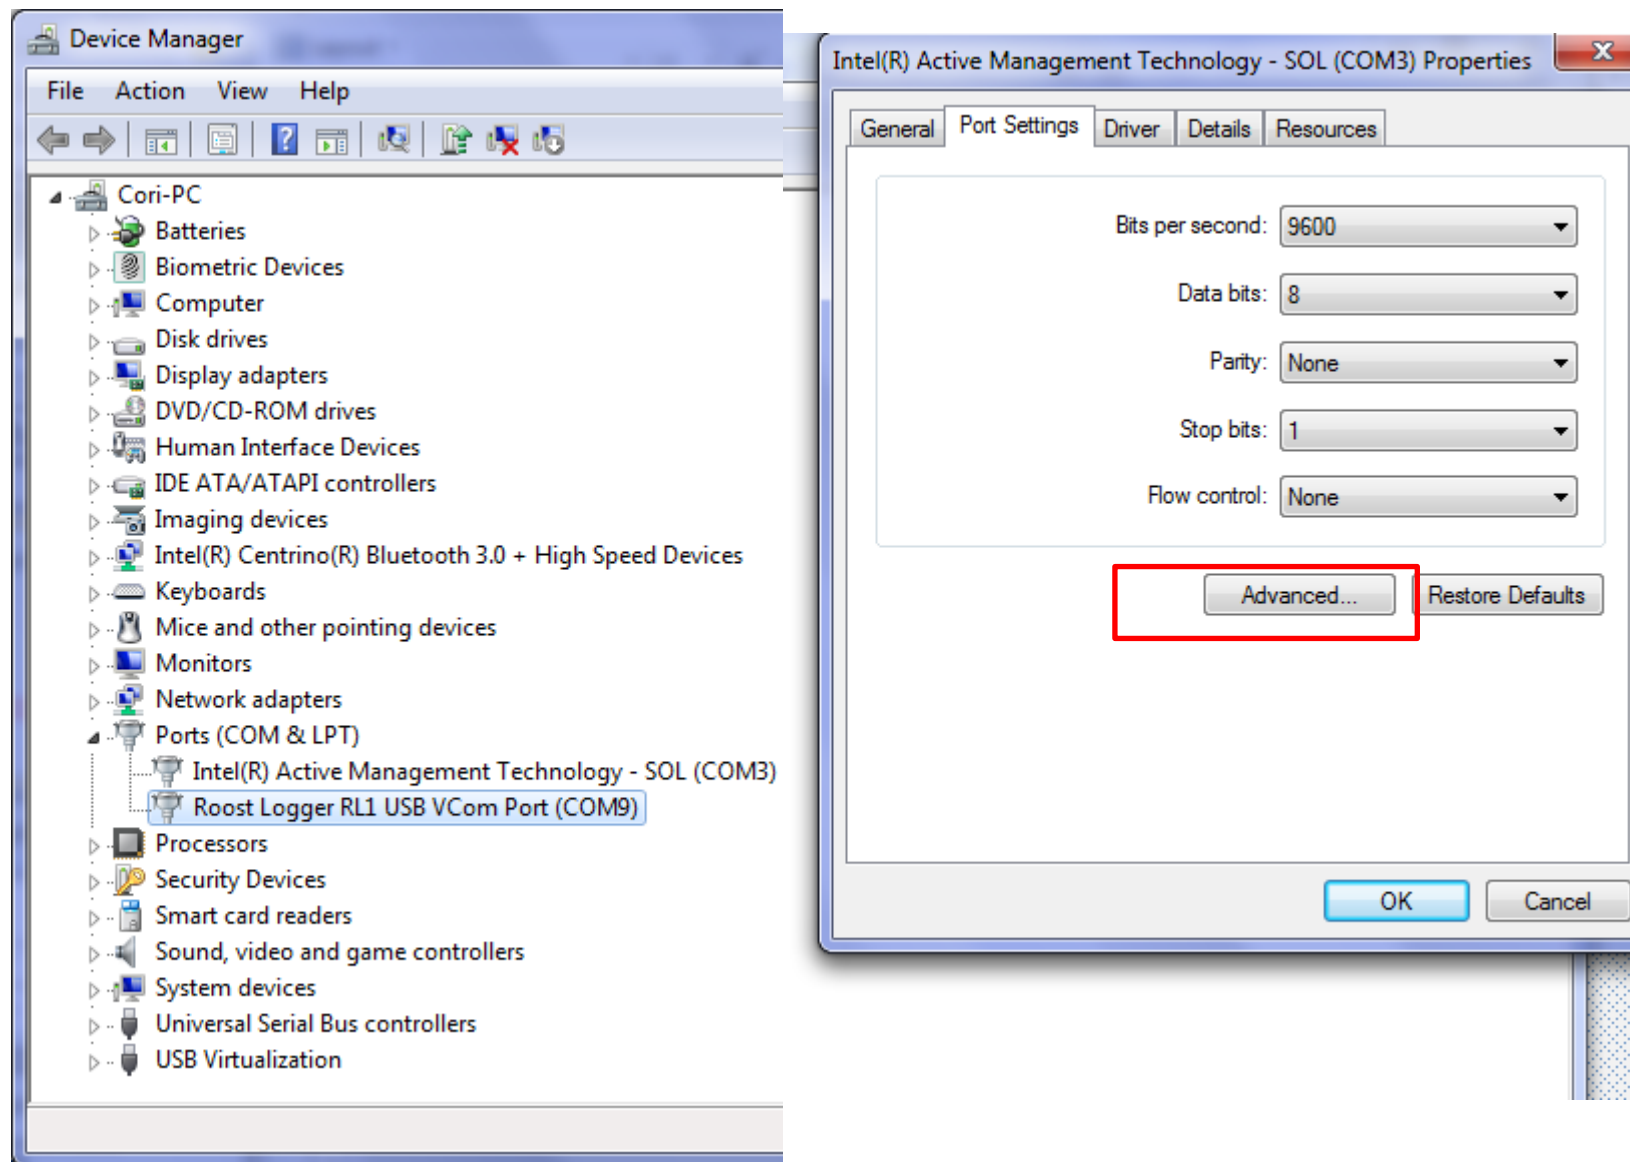 Device Manager
File Action View Help
Cori-PC
Batteries
Biometric Devices
Computer
Disk drives
Display adapters
DVD/CD-ROM drives
Human Interface Devices
IDE ATA/ATAPI controllers
Imaging devices
Intel(R) Centrino(R) Bluetooth 3.0 + High Speed Devices
Keyboards
Mice and other pointing devices
Monitors
Network adapters
Ports (COM & LPT)
Intel(R) Active Management Technology - SOL (COM3)
Roost Logger RL1 USB VCom Port (COM9)
Processors
Security Devices
Smart card readers
Sound, video and game controllers
System devices
Universal Serial Bus controllers
USB Virtualization
Intel(R) Active Management Technology - SOL (COM3) Properties
General Port Settings Driver Details Resources
Bits per second: 9600
Data bits: 8
Parity: None
Stop bits: 1
Flow control: None
Advanced... Restore Defaults
OK Cancel